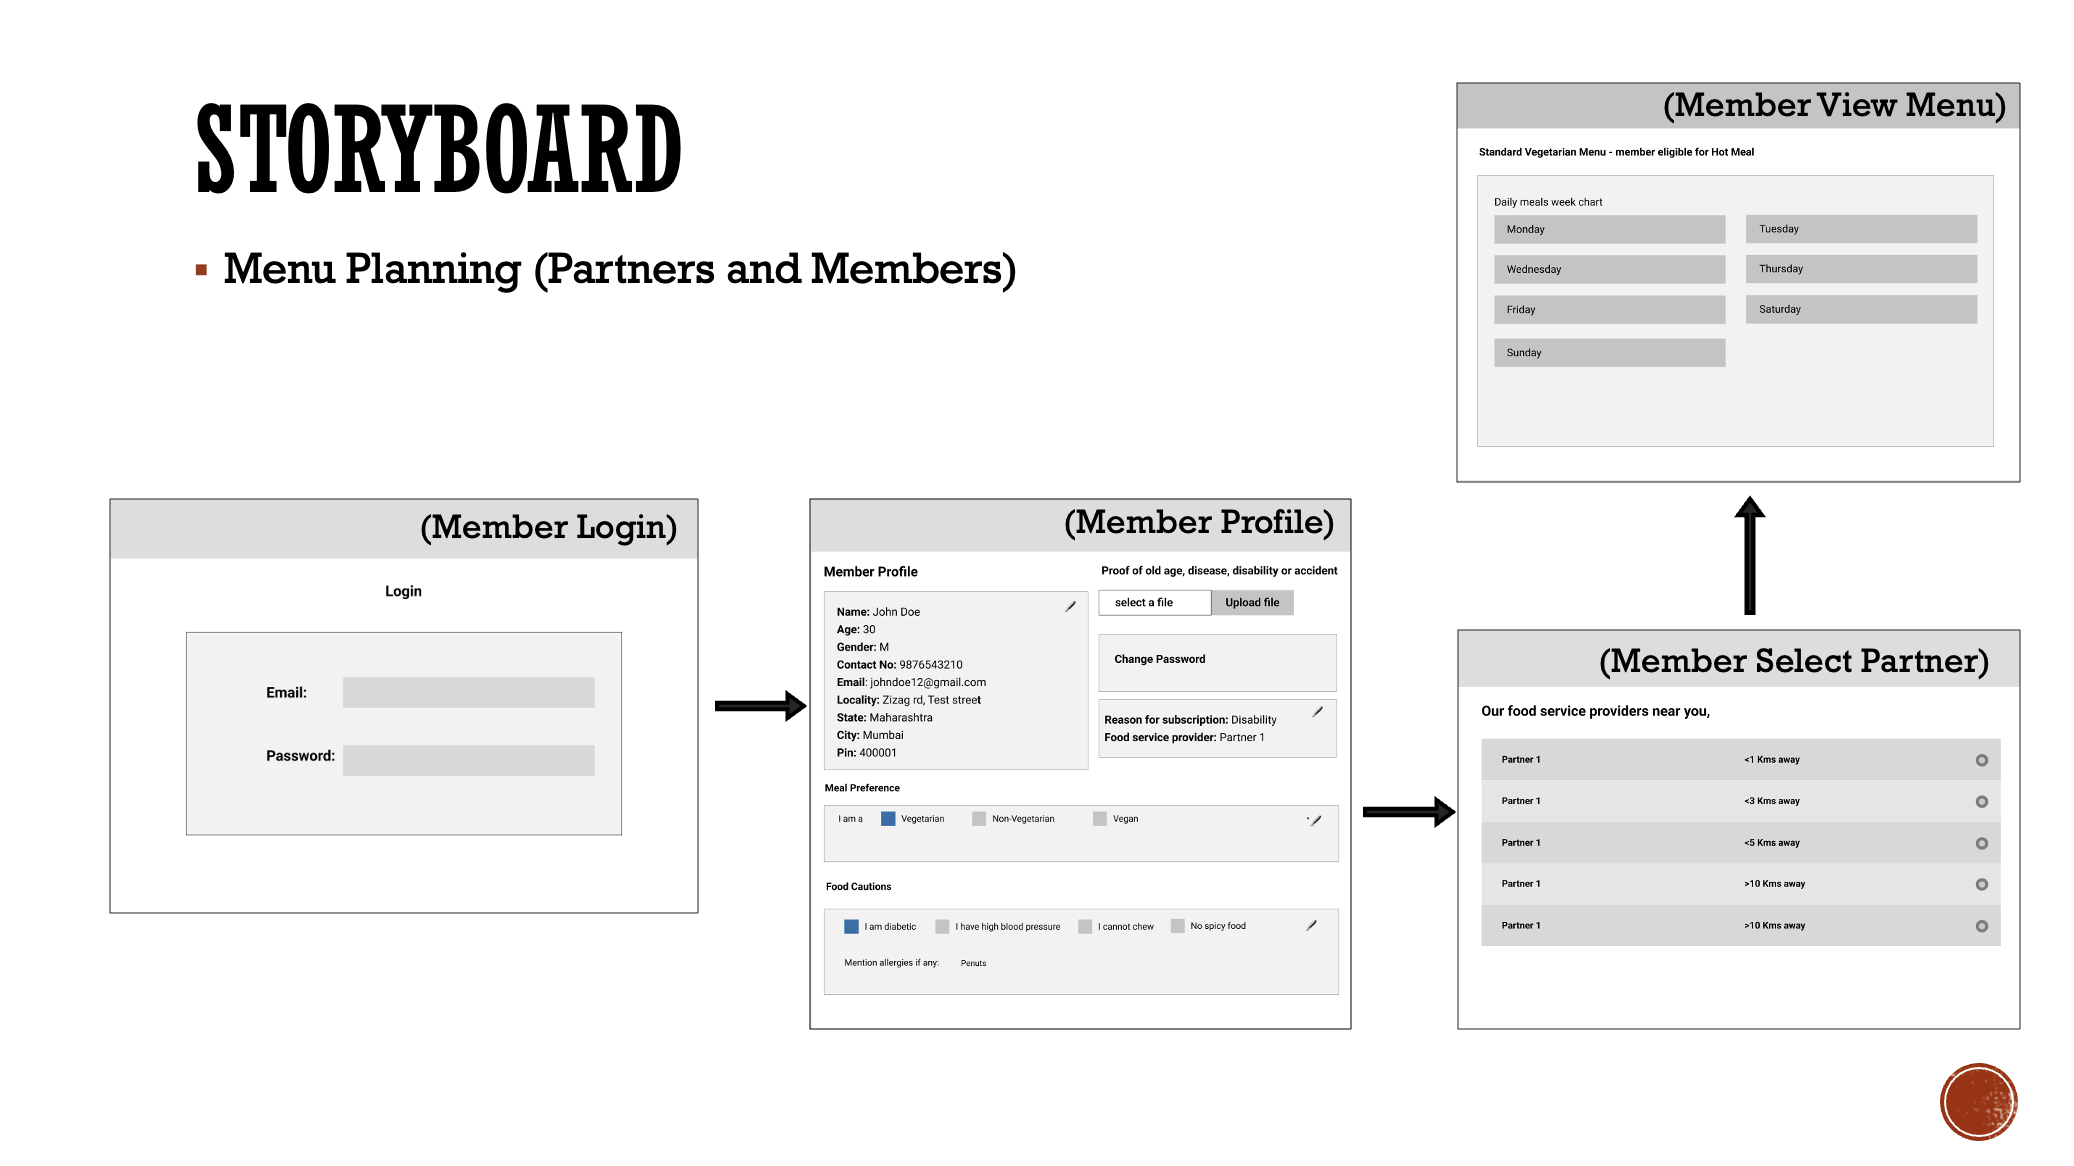 STORYBOARD
Menu Planning (Partners and Members)
(Member Login)
Login
Email:
Password:
(Member Profile)
Member Profile
Name: John Doe
Age: 30
Gender: M
Contact No: 9876543210
Email: johndoe12@gmail.com
Locality: Zizag rd, Test street
State: Maharashtra
City: Mumbai
Pin: 400001
Proof of old age, disease, disability or accident
select a file Upload file
Change Password
Reason for subscription: Disability
Food service provider: Partner 1
Meal Preference
I am a Vegetarian Non-Vegetarian Vegan
Food Cautions
I am diabetic I have high blood pressure I cannot chew No spicy food
Mention allergies if any: Penuts
(Member Select Partner)
Our food service providers near you,
Partner 1 <1 Kms away
Partner 1 <3 Kms away
Partner 1 <5 Kms away
Partner 1 >10 Kms away
Partner 1 >10 Kms away
(Member View Menu)
Standard Vegetarian Menu - member eligible for Hot Meal
Daily meals week chart
Monday Tuesday
Wednesday Thursday
Friday Saturday
Sunday